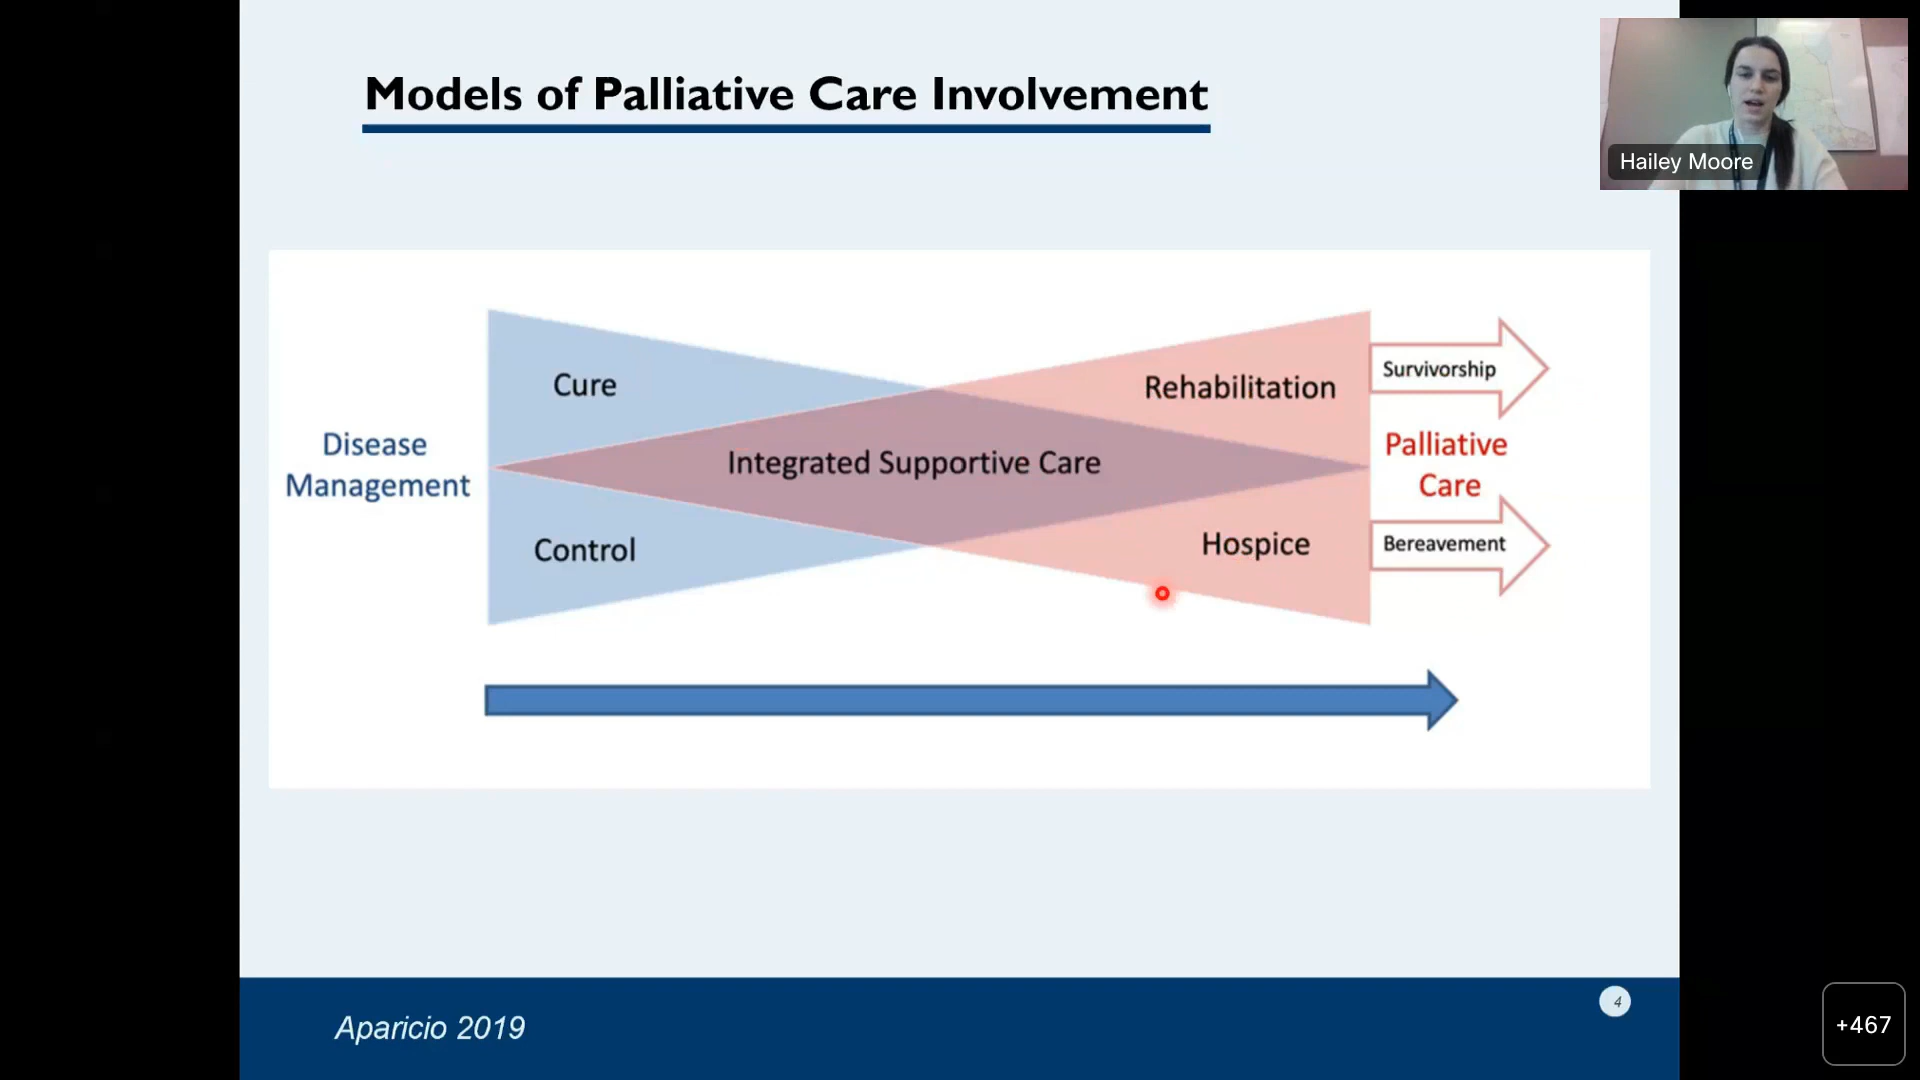 Models of Palliative Care Involvement
Hailey Moore
Cure
Rehabilitation
Survivorship
Disease
Management
Integrated Supportive Care
Palliative
Care
Control
Hospice
Bereavement
Aparicio 2019
4
+467